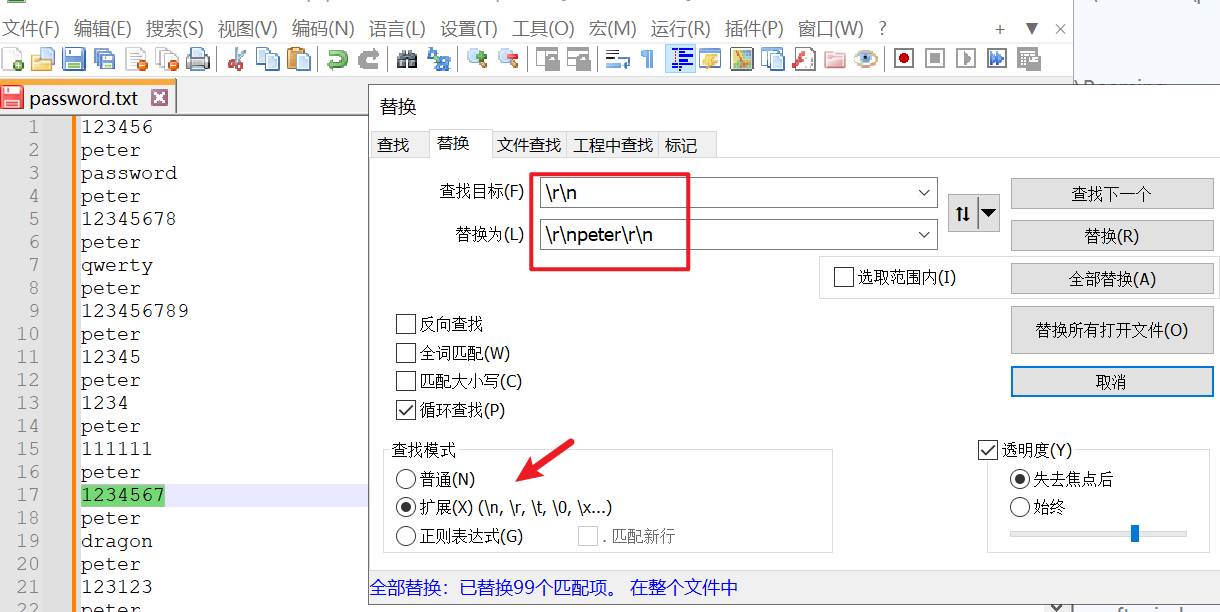 文件(F) 编辑(E) 搜索(S) 视图(V) 编码(N) 语言(L) 设置(T) 工具(O) 宏(M) 运行(R) 插件(P) 窗口(W) ?
password.txt
1 123456
2 peter
3 password
4 peter
5 12345678
6 peter
7 qwerty
8 peter
9 123456789
10 peter
11 12345
12 peter
13 1234
14 peter
15 111111
16 peter
17 1234567
18 peter
19 dragon
20 peter
21 123123
22 peter
替换
查找 替换 文件查找 工程中查找 标记
查找目标(F) \r\n
替换为(L) \r\npeter\r\n
查找下一个
替换(R)
选取范围内(I)
全部替换(A)
替换所有打开文件(O)
取消
反向查找
全词匹配(W)
匹配大小写(C)
循环查找(P)
查找模式
普通(N)
扩展(X) (\n, \r, \t, \0, \x...)
正则表达式(G)
. 匹配新行
透明度(Y)
失去焦点后
始终
全部替换：已替换99个匹配项。 在整个文件中